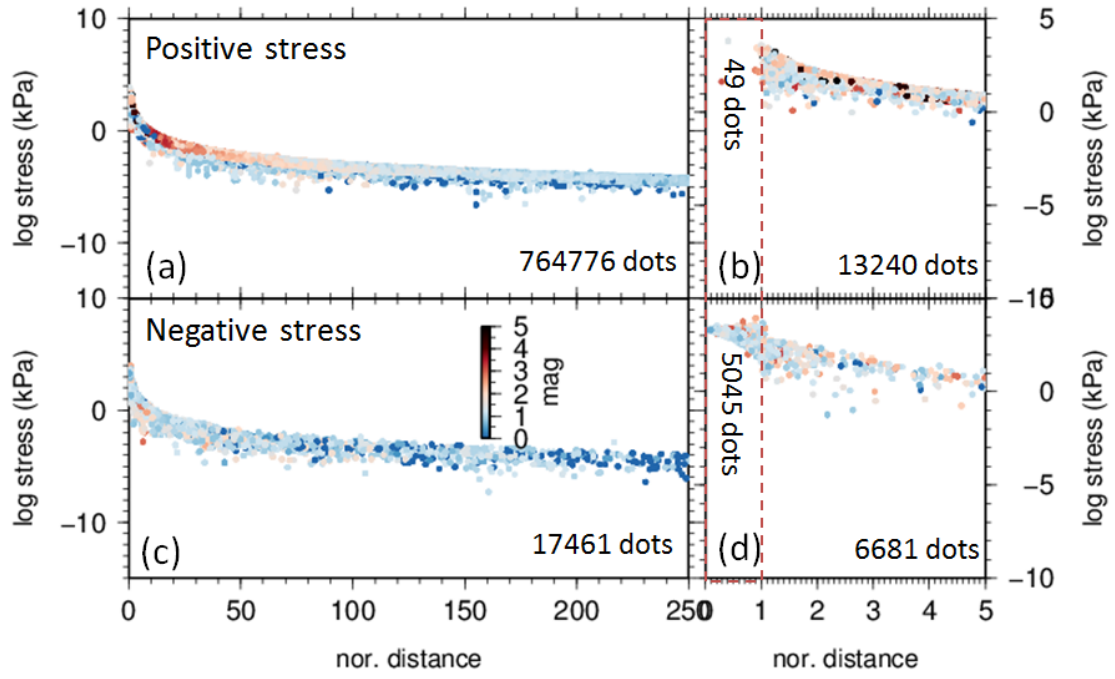 10
0
−10
log stress (kPa)
Positive stress
(a)
764776 dots
49 dots
(b)
13240 dots
5
0
−5
−10
log stress (kPa)
10
0
−10
log stress (kPa)
Negative stress
5
4
3
2
1
0
mag
(c)
17461 dots
5045 dots
(d)
6681 dots
5
0
−5
−10
log stress (kPa)
0 50 100 150 200 250
nor. distance
0 1 2 3 4 5
nor. distance